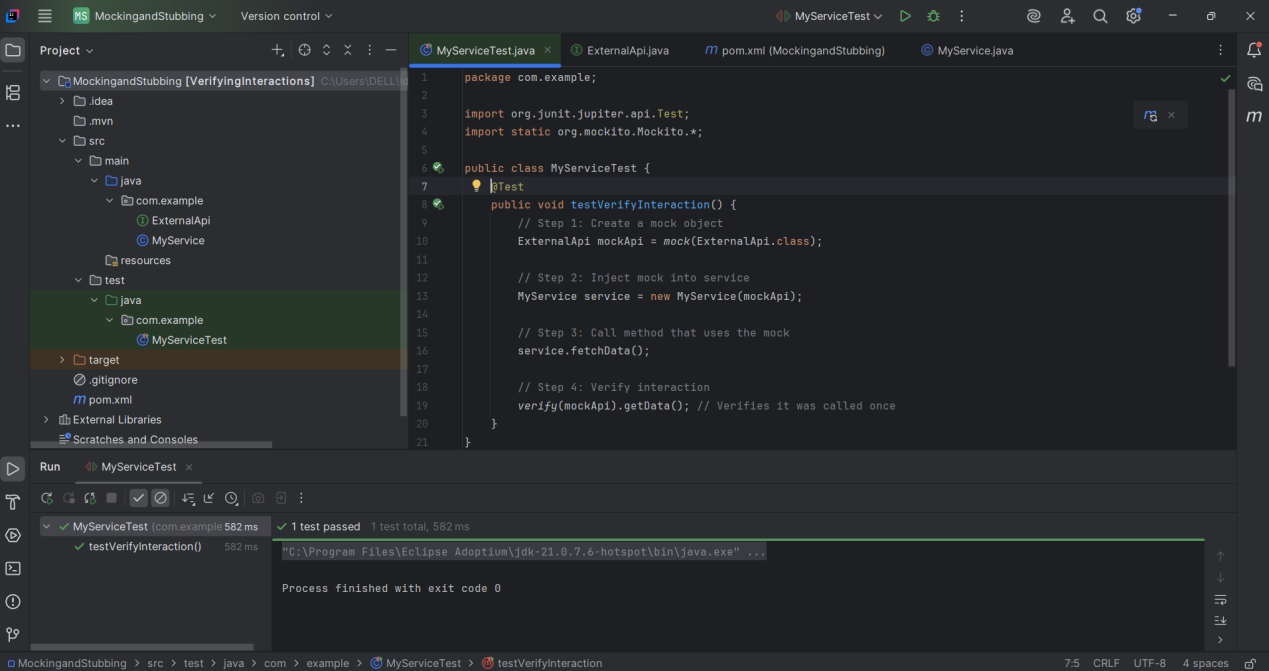 MS MockingandStubbing Version control MyServiceTest
Project
MyServiceTest.java ExternalApi.java pom.xml (MockingandStubbing) MyService.java
MockingandStubbing [VerifyingInteractions] C:\Users\DELL\
.idea
.mvn
src
main
java
com.example
ExternalApi
MyService
resources
test
java
com.example
MyServiceTest
target
.gitignore
pom.xml
External Libraries
Scratches and Consoles
1 package com.example;
2
3 import org.junit.jupiter.api.Test;
4 import static org.mockito.Mockito.*;
5
6 public class MyServiceTest {
7 @Test
8 public void testVerifyInteraction() {
9 // Step 1: Create a mock object
10 ExternalApi mockApi = mock(ExternalApi.class);
11
12 // Step 2: Inject mock into service
13 MyService service = new MyService(mockApi);
14
15 // Step 3: Call method that uses the mock
16 service.fetchData();
17
18 // Step 4: Verify interaction
19 verify(mockApi).getData(); // Verifies it was called once
20 }
21 }
Run MyServiceTest
MyServiceTest (com.example 582 ms
testVerifyInteraction() 582 ms
1 test passed 1 test total, 582 ms
"C:\Program Files\Eclipse Adoptium\jdk-21.0.7.6-hotspot\bin\java.exe" ...
Process finished with exit code 0
MockingandStubbing > src > test > java > com > example > MyServiceTest > testVerifyInteraction 7:5 CRLF UTF-8 4 spaces